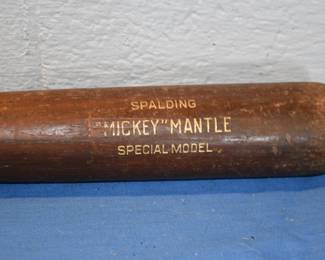 SPALDING
"MICKEY" MANTLE
SPECIAL MODEL